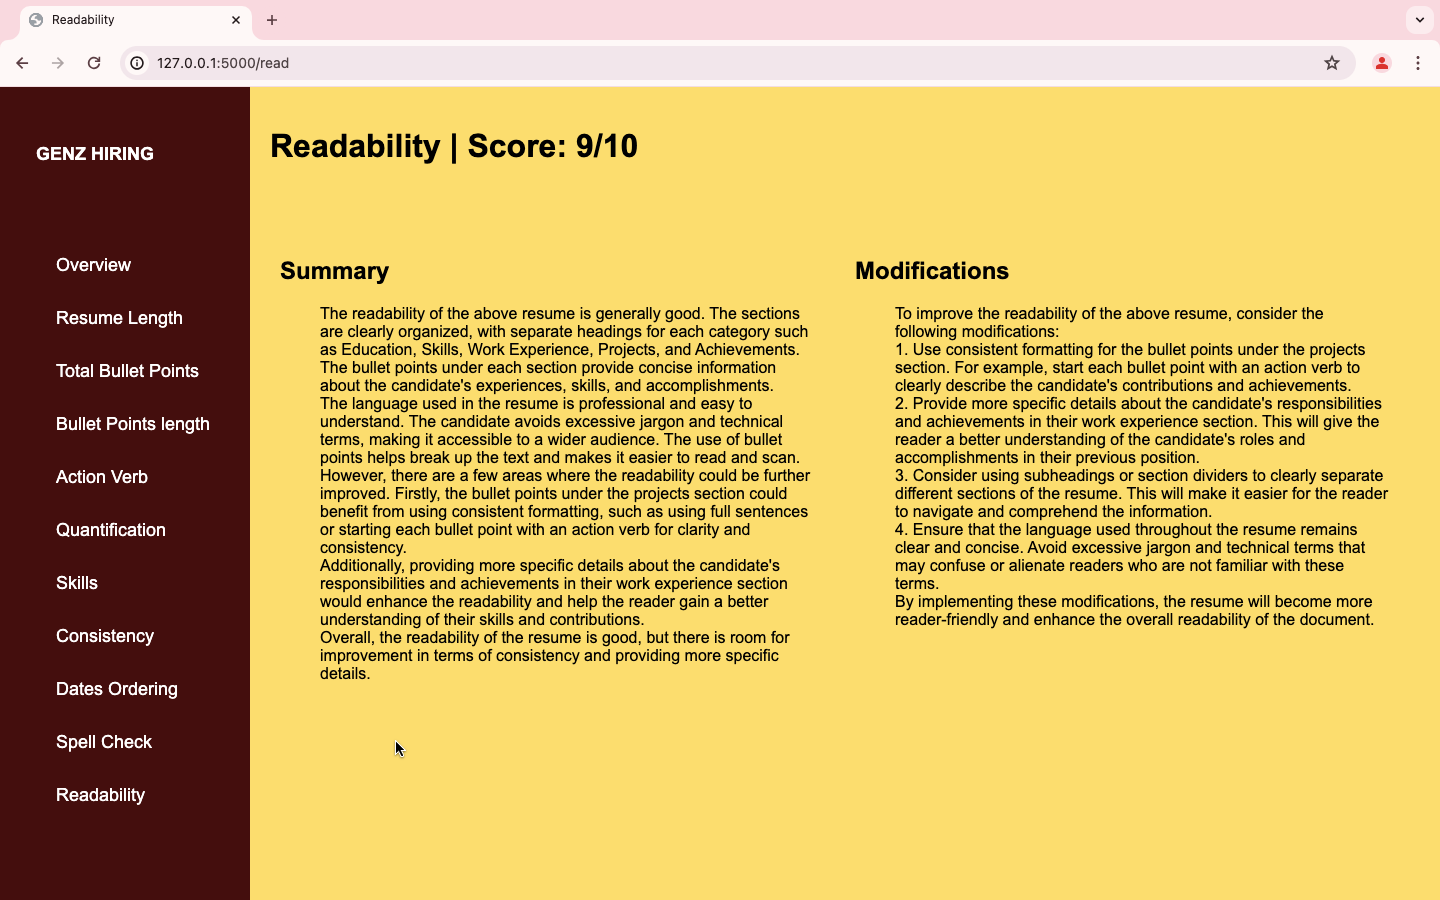 Readability
127.0.0.1:5000/read
GENZ HIRING
Overview
Resume Length
Total Bullet Points
Bullet Points length
Action Verb
Quantification
Skills
Consistency
Dates Ordering
Spell Check
Readability
Readability | Score: 9/10
Summary
The readability of the above resume is generally good. The sections
are clearly organized, with separate headings for each category such
as Education, Skills, Work Experience, Projects, and Achievements.
The bullet points under each section provide concise information
about the candidate's experiences, skills, and accomplishments.
The language used in the resume is professional and easy to
understand. The candidate avoids excessive jargon and technical
terms, making it accessible to a wider audience. The use of bullet
points helps break up the text and makes it easier to read and scan.
However, there are a few areas where the readability could be further
improved. Firstly, the bullet points under the projects section could
benefit from using consistent formatting, such as using full sentences
or starting each bullet point with an action verb for clarity and
consistency.
Additionally, providing more specific details about the candidate's
responsibilities and achievements in their work experience section
would enhance the readability and help the reader gain a better
understanding of their skills and contributions.
Overall, the readability of the resume is good, but there is room for
improvement in terms of consistency and providing more specific
details.
Modifications
To improve the readability of the above resume, consider the
following modifications:
1. Use consistent formatting for the bullet points under the projects
section. For example, start each bullet point with an action verb to
clearly describe the candidate's contributions and achievements.
2. Provide more specific details about the candidate's responsibilities
and achievements in their work experience section. This will give the
reader a better understanding of the candidate's roles and
accomplishments in their previous position.
3. Consider using subheadings or section dividers to clearly separate
different sections of the resume. This will make it easier for the reader
to navigate and comprehend the information.
4. Ensure that the language used throughout the resume remains
clear and concise. Avoid excessive jargon and technical terms that
may confuse or alienate readers who are not familiar with these
terms.
By implementing these modifications, the resume will become more
reader-friendly and enhance the overall readability of the document.